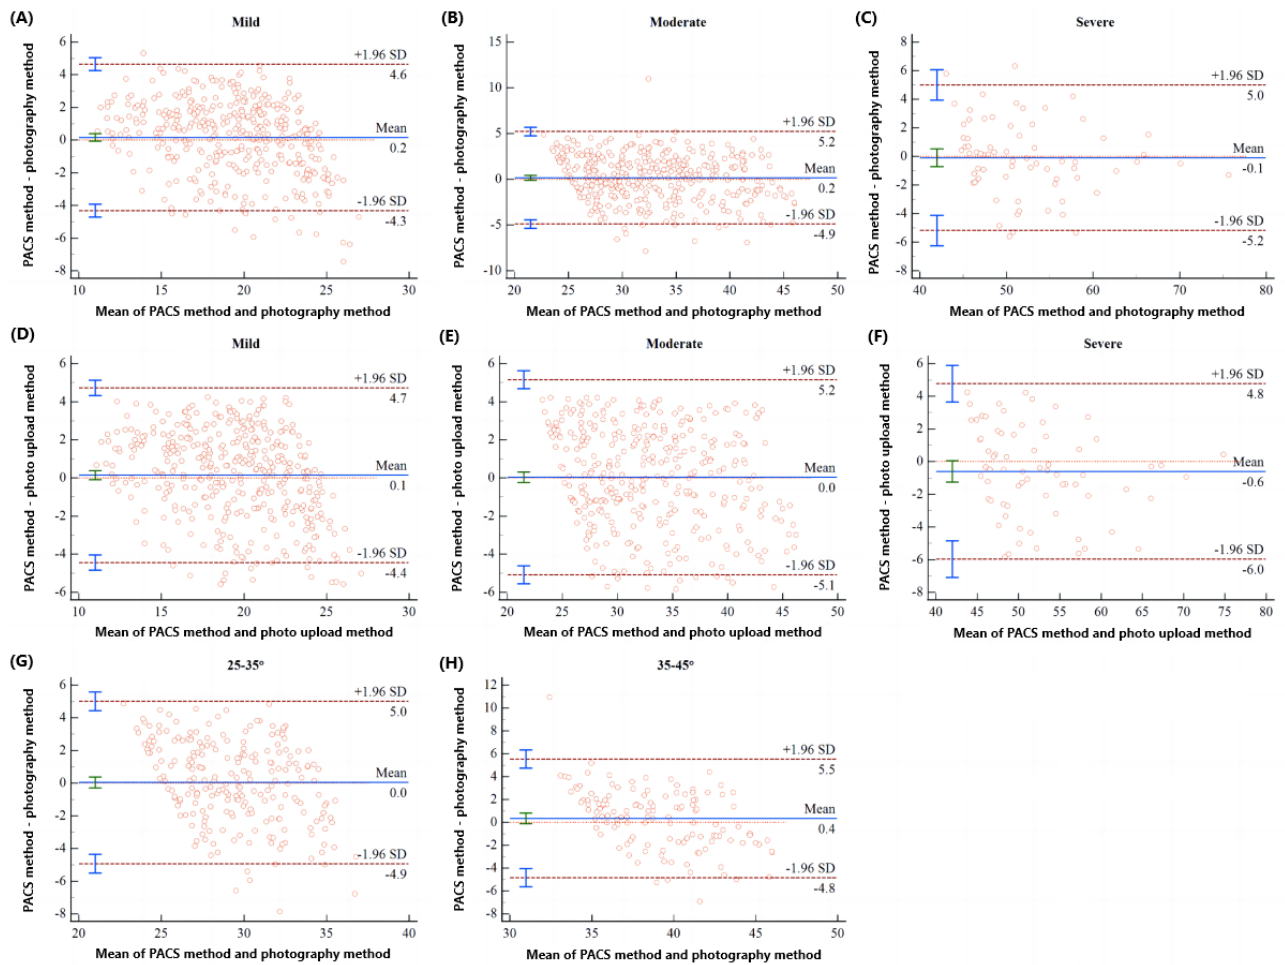 (A)
Mild
PACS method - photography method
6
4
2
0
-2
-4
-6
-8
+1.96 SD
4.6
Mean
0.2
-1.96 SD
-4.3
10 15 20 25 30
Mean of PACS method and photography method
(B)
Moderate
PACS method - photography method
15
10
5
0
-5
-10
+1.96 SD
5.2
Mean
0.2
-1.96 SD
-4.9
20 25 30 35 40 45 50
Mean of PACS method and photography method
(C)
Severe
PACS method - photography method
8
6
4
2
0
-2
-4
-6
-8
+1.96 SD
5.0
Mean
-0.1
-1.96 SD
-5.2
40 50 60 70 80
Mean of PACS method and photography method
(D)
Mild
PACS method - photo upload method
6
4
2
0
-2
-4
-6
+1.96 SD
4.7
Mean
0.1
-1.96 SD
-4.4
10 15 20 25 30
Mean of PACS method and photo upload method
(E)
Moderate
PACS method - photo upload method
6
4
2
0
-2
-4
-6
+1.96 SD
5.2
Mean
0.0
-1.96 SD
-5.1
20 25 30 35 40 45 50
Mean of PACS method and photo upload method
(F)
Severe
PACS method - photo upload method
6
4
2
0
-2
-4
-6
-8
+1.96 SD
4.8
Mean
-0.6
-1.96 SD
-6.0
40 45 50 55 60 65 70 75 80
Mean of PACS method and photo upload method
(G)
25-35°
PACS method - photography method
6
4
2
0
-2
-4
-6
-8
+1.96 SD
5.0
Mean
0.0
-1.96 SD
-4.9
20 25 30 35 40
Mean of PACS method and photography method
(H)
35-45°
PACS method - photography method
12
10
8
6
4
2
0
-2
-4
-6
-8
+1.96 SD
5.5
Mean
0.4
-1.96 SD
-4.8
30 35 40 45 50
Mean of PACS method and photography method